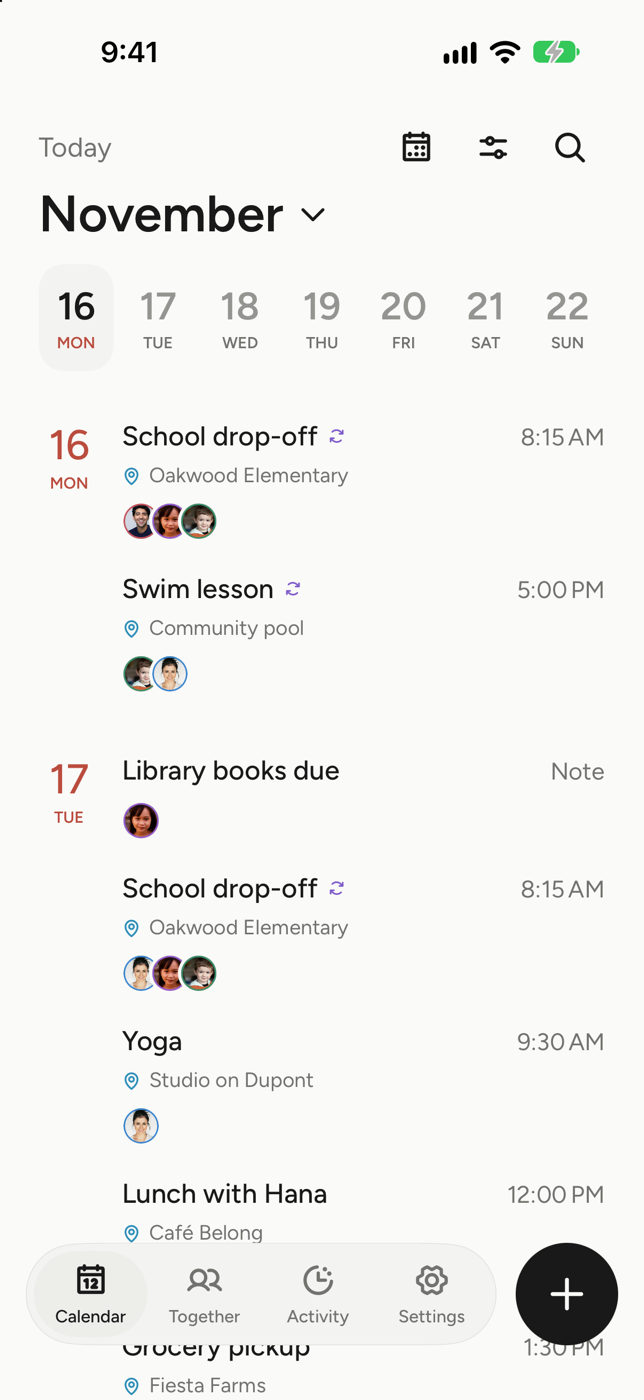 9:41
Today
November
16 17 18 19 20 21 22
MON TUE WED THU FRI SAT SUN
16 MON
School drop-off 8:15 AM
Oakwood Elementary
Swim lesson 5:00 PM
Community pool
17 TUE
Library books due Note
School drop-off 8:15 AM
Oakwood Elementary
Yoga 9:30 AM
Studio on Dupont
Lunch with Hana 12:00 PM
Café Belong
12
Calendar Together Activity Settings
Grocery pickup 1:30 PM
Fiesta Farms